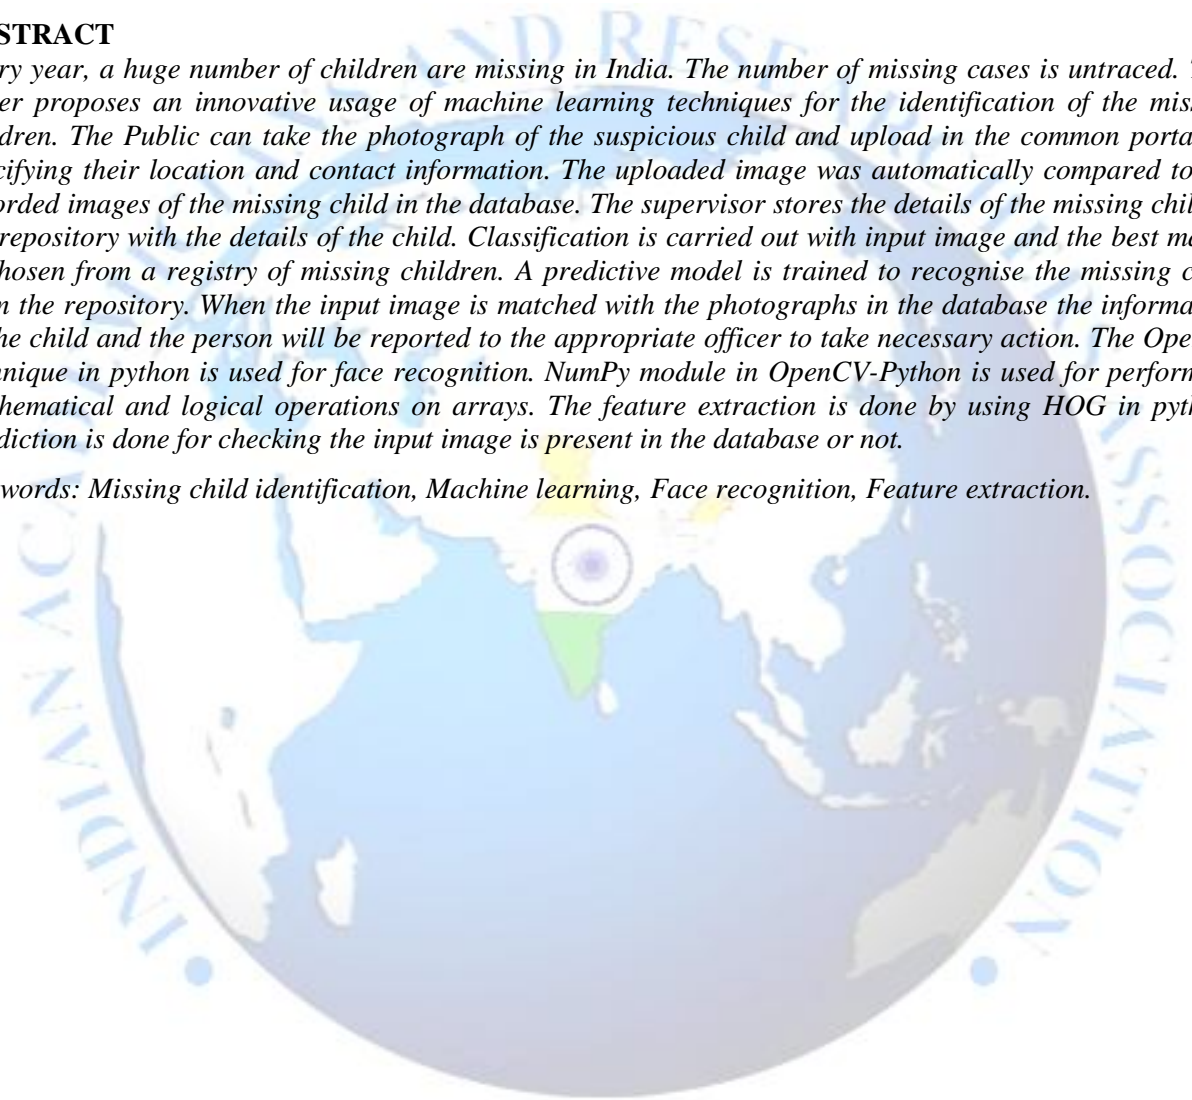 STRACT
ry year, a huge number of children are missing in India. The number of missing cases is untraced. T
er proposes an innovative usage of machine learning techniques for the identification of the miss
dren. The Public can take the photograph of the suspicious child and upload in the common porta
cifying their location and contact information. The uploaded image was automatically compared to
orded images of the missing child in the database. The supervisor stores the details of the missing chil
repository with the details of the child. Classification is carried out with input image and the best ma
hosen from a registry of missing children. A predictive model is trained to recognise the missing c
m the repository. When the input image is matched with the photographs in the database the informa
he child and the person will be reported to the appropriate officer to take necessary action. The Ope
nique in python is used for face recognition. NumPy module in OpenCV-Python is used for perform
hematical and logical operations on arrays. The feature extraction is done by using HOG in pyth
diction is done for checking the input image is present in the database or not.
words: Missing child identification, Machine learning, Face recognition, Feature extraction.
INDIAN ACADEMICIANS AND RESEARCHERS ASSOCIATION